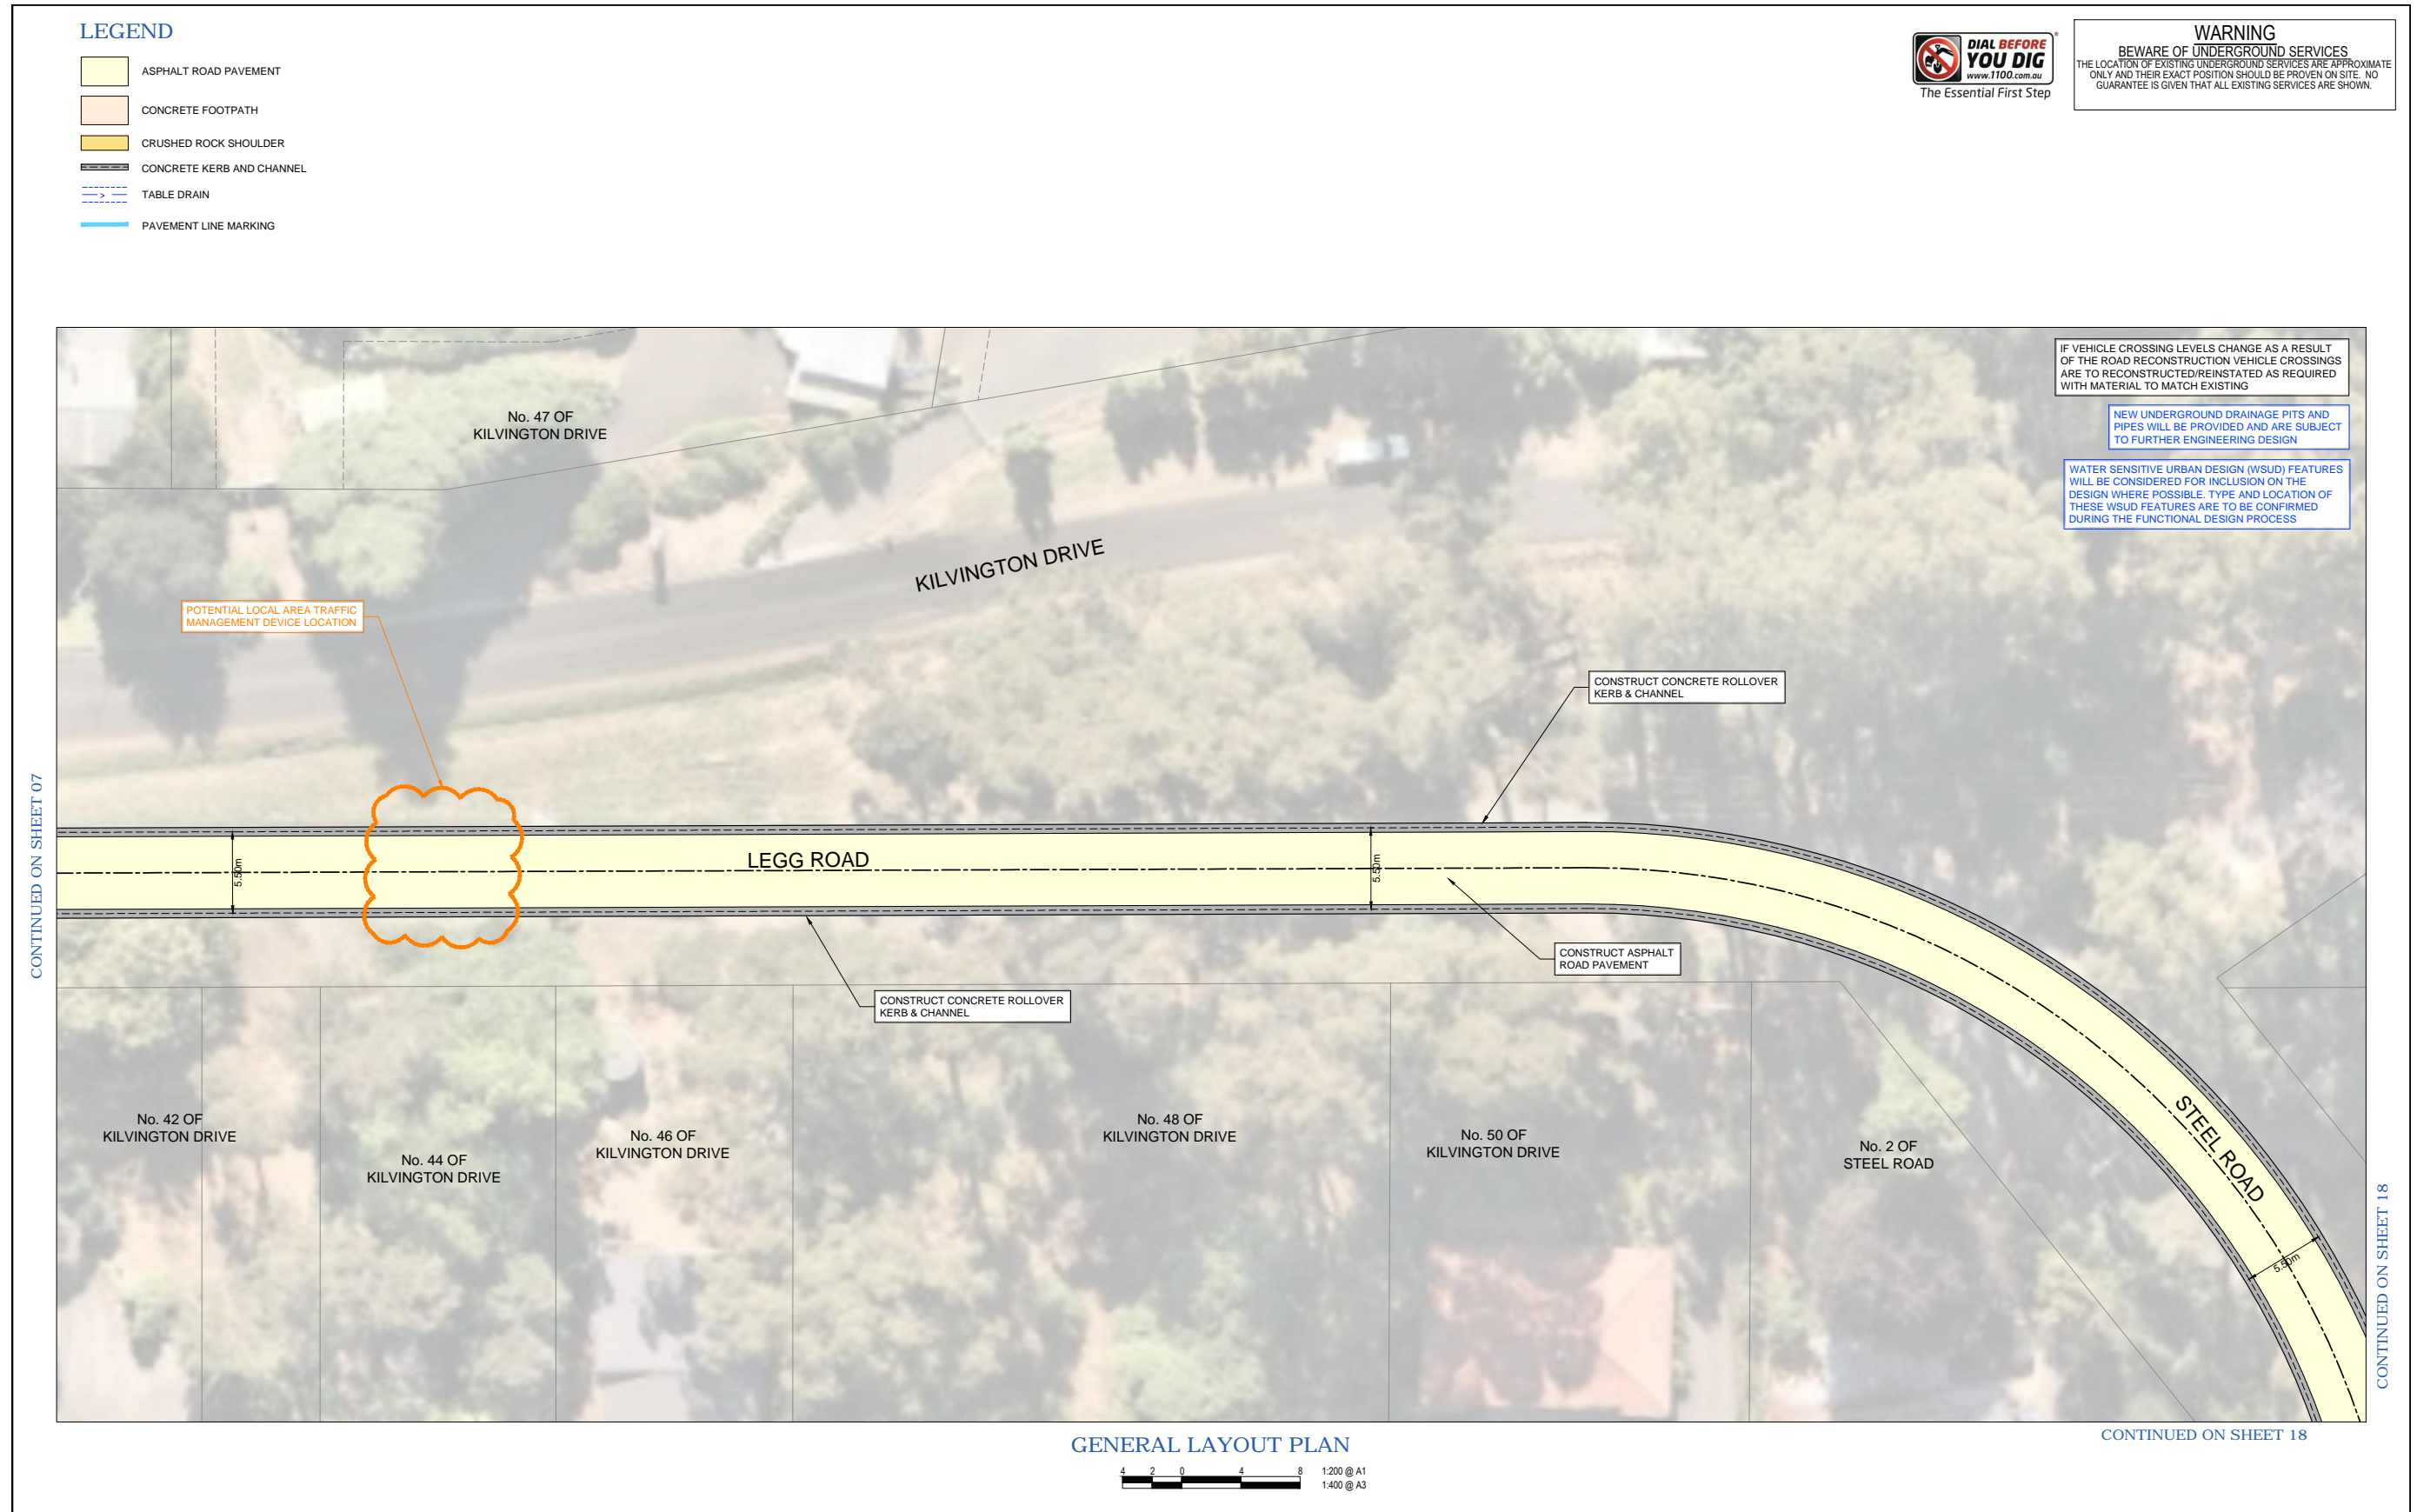 LEGEND
ASPHALT ROAD PAVEMENT
CONCRETE FOOTPATH
CRUSHED ROCK SHOULDER
CONCRETE KERB AND CHANNEL
TABLE DRAIN
PAVEMENT LINE MARKING
DIAL BEFORE
YOU DIG
www.1100.com.au
The Essential First Step
WARNING
BEWARE OF UNDERGROUND SERVICES
THE LOCATION OF EXISTING UNDERGROUND SERVICES ARE APPROXIMATE
ONLY AND THEIR EXACT POSITION SHOULD BE PROVEN ON SITE. NO
GUARANTEE IS GIVEN THAT ALL EXISTING SERVICES ARE SHOWN.
IF VEHICLE CROSSING LEVELS CHANGE AS A RESULT
OF THE ROAD RECONSTRUCTION VEHICLE CROSSINGS
ARE TO RECONSTRUCTED/REINSTATED AS REQUIRED
WITH MATERIAL TO MATCH EXISTING
NEW UNDERGROUND DRAINAGE PITS AND
PIPES WILL BE PROVIDED AND ARE SUBJECT
TO FURTHER ENGINEERING DESIGN
WATER SENSITIVE URBAN DESIGN (WSUD) FEATURES
WILL BE CONSIDERED FOR INCLUSION ON THE
DESIGN WHERE POSSIBLE. TYPE AND LOCATION OF
THESE WSUD FEATURES ARE TO BE CONFIRMED
DURING THE FUNCTIONAL DESIGN PROCESS
No. 47 OF
KILVINGTON DRIVE
KILVINGTON DRIVE
POTENTIAL LOCAL AREA TRAFFIC
MANAGEMENT DEVICE LOCATION
CONSTRUCT CONCRETE ROLLOVER
KERB & CHANNEL
CONTINUED ON SHEET 07
5.50m
LEGG ROAD
5.50m
CONSTRUCT ASPHALT
ROAD PAVEMENT
CONSTRUCT CONCRETE ROLLOVER
KERB & CHANNEL
No. 42 OF
KILVINGTON DRIVE
No. 44 OF
KILVINGTON DRIVE
No. 46 OF
KILVINGTON DRIVE
No. 48 OF
KILVINGTON DRIVE
No. 50 OF
KILVINGTON DRIVE
No. 2 OF
STEEL ROAD
STEEL ROAD
5.50m
CONTINUED ON SHEET 18
CONTINUED ON SHEET 18
GENERAL LAYOUT PLAN
4 2 0 4 8 1:200 @ A1
1:400 @ A3